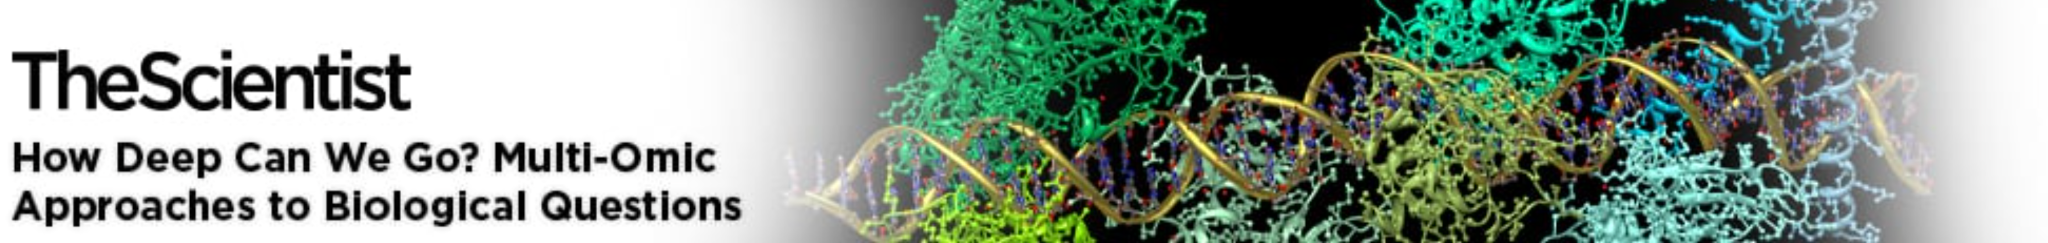 TheScientist
How Deep Can We Go? Multi-Omic
Approaches to Biological Questions